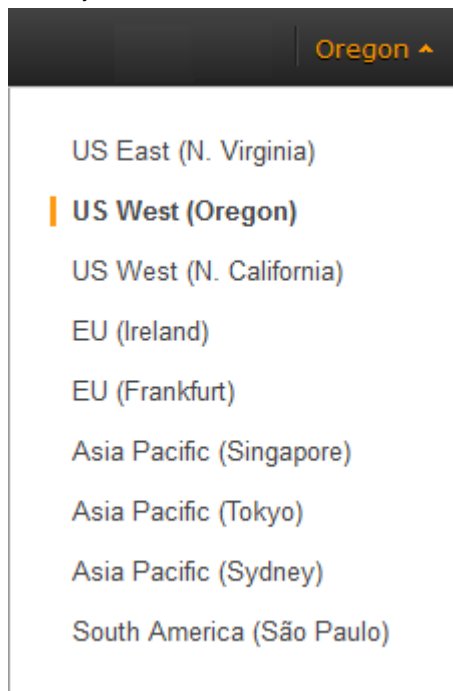 Oregon
US East (N. Virginia)
US West (Oregon)
US West (N. California)
EU (Ireland)
EU (Frankfurt)
Asia Pacific (Singapore)
Asia Pacific (Tokyo)
Asia Pacific (Sydney)
South America (São Paulo)